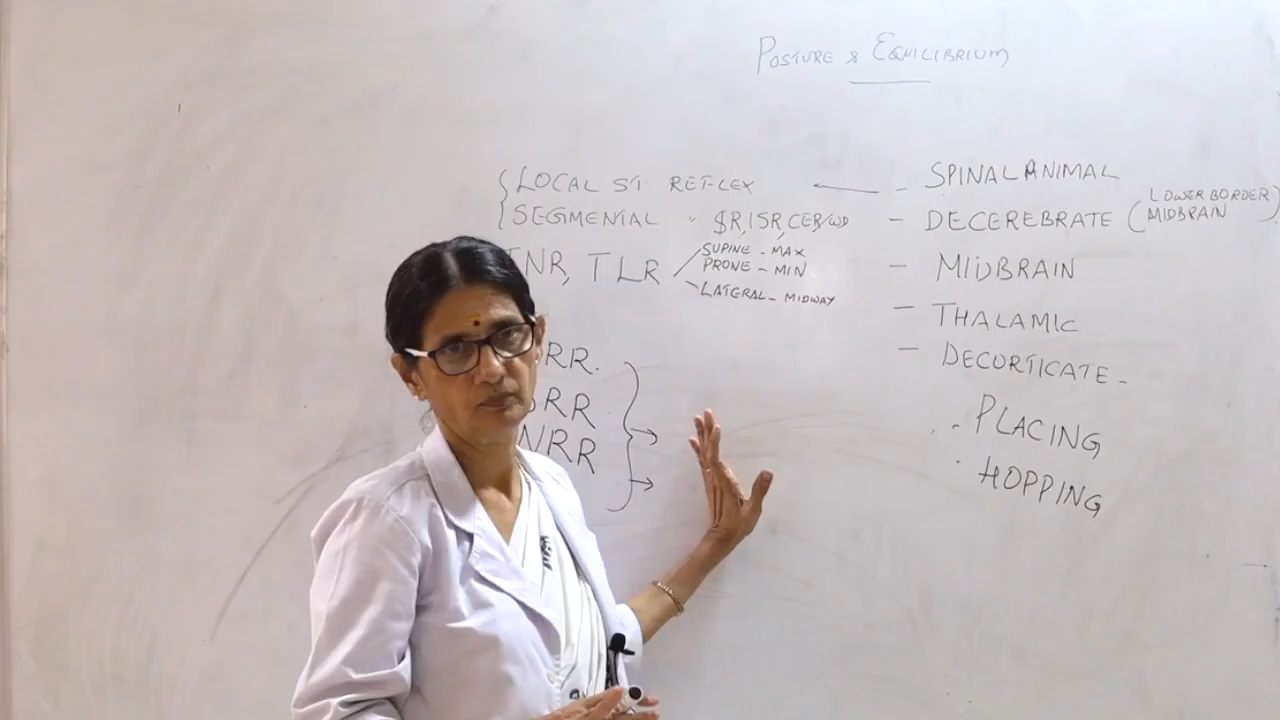 POSTURE & EQUILIBRIUM
LOCAL ST. REFLEX
SEGMENTAL " SR, ISR, CER/WD
TNR, TLR
SUPINE - MAX
PRONE - MIN
LATERAL - MIDWAY
RR.
RR
NRR
- SPINAL ANIMAL
- DECEREBRATE (LOWER BORDER
MIDBRAIN)
- MIDBRAIN
- THALAMIC
- DECORTICATE -
- PLACING
- HOPPING